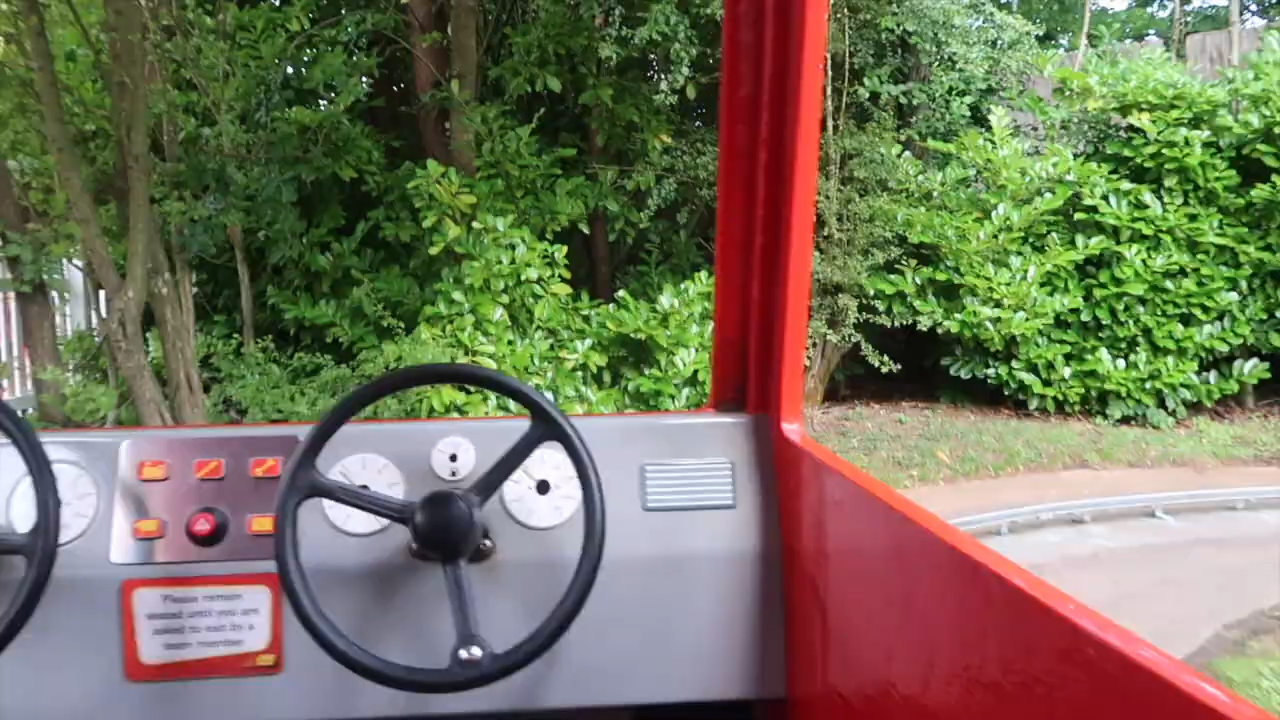 Please remain
seated until you are
asked to exit by a
team member